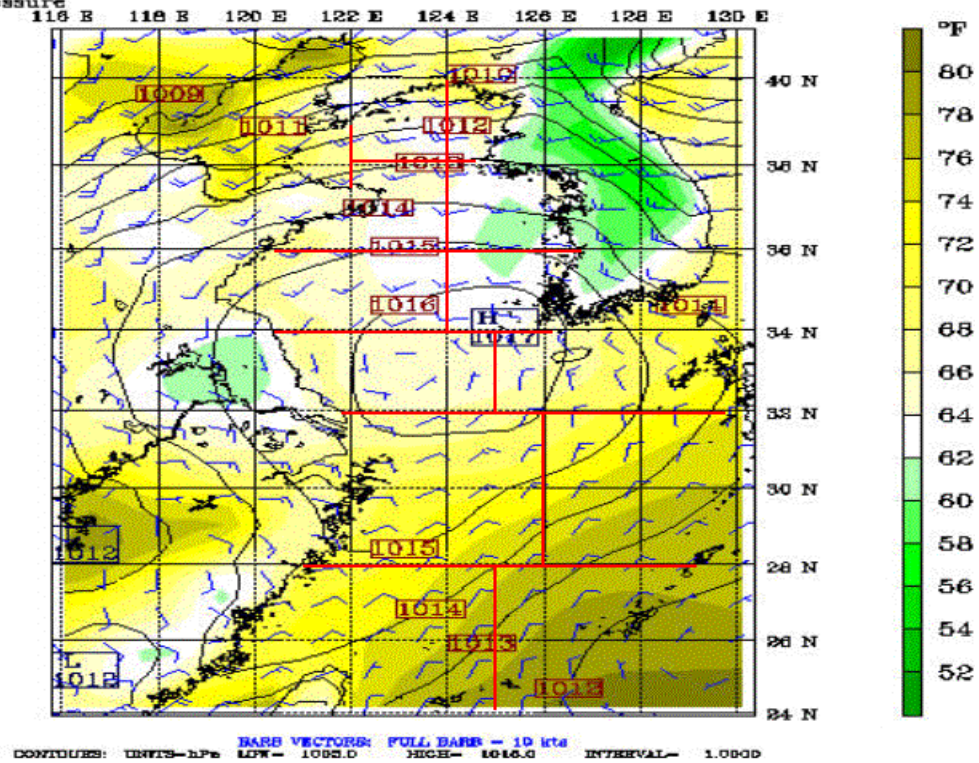 116 E 118 E 120 E 122 E 124 E 126 E 128 E 130 E
°F
40 N
38 N
36 N
34 N
32 N
30 N
28 N
26 N
24 N
80
78
76
74
72
70
68
66
64
62
60
58
56
54
52
1009
1010
1011
1012
1013
1014
1015
1016
1014
H
1017
1012
1015
1014
1013
L
1012
1012
BARB VECTORS: FULL BARB = 10 kts
CONTOURS: UNITS=hPa LOW= HIGH= INTERVAL= 1.0000